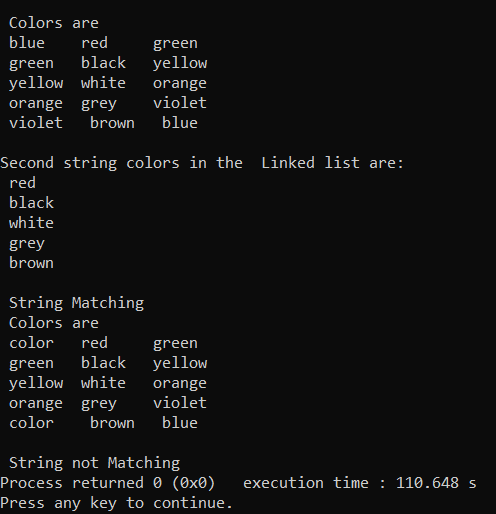 Colors are
blue    red     green
green   black   yellow
yellow  white   orange
orange  grey    violet
violet   brown   blue
Second string colors in the  Linked list are:
red
black
white
grey
brown
String Matching
Colors are
color   red     green
green   black   yellow
yellow  white   orange
orange  grey    violet
color    brown   blue
String not Matching
Process returned 0 (0x0)   execution time : 110.648 s
Press any key to continue.